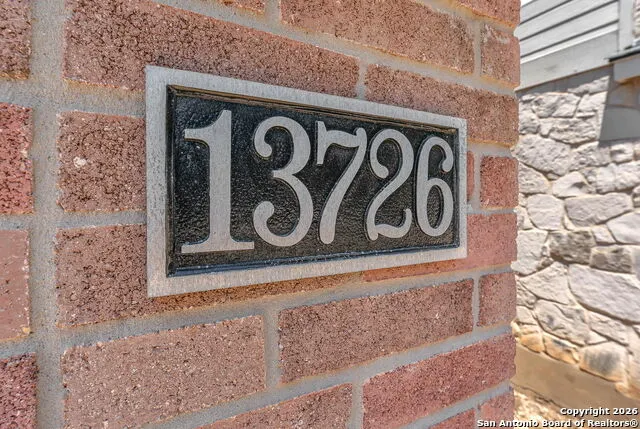 13726
Copyright 2026
San Antonio Board of Realtors®